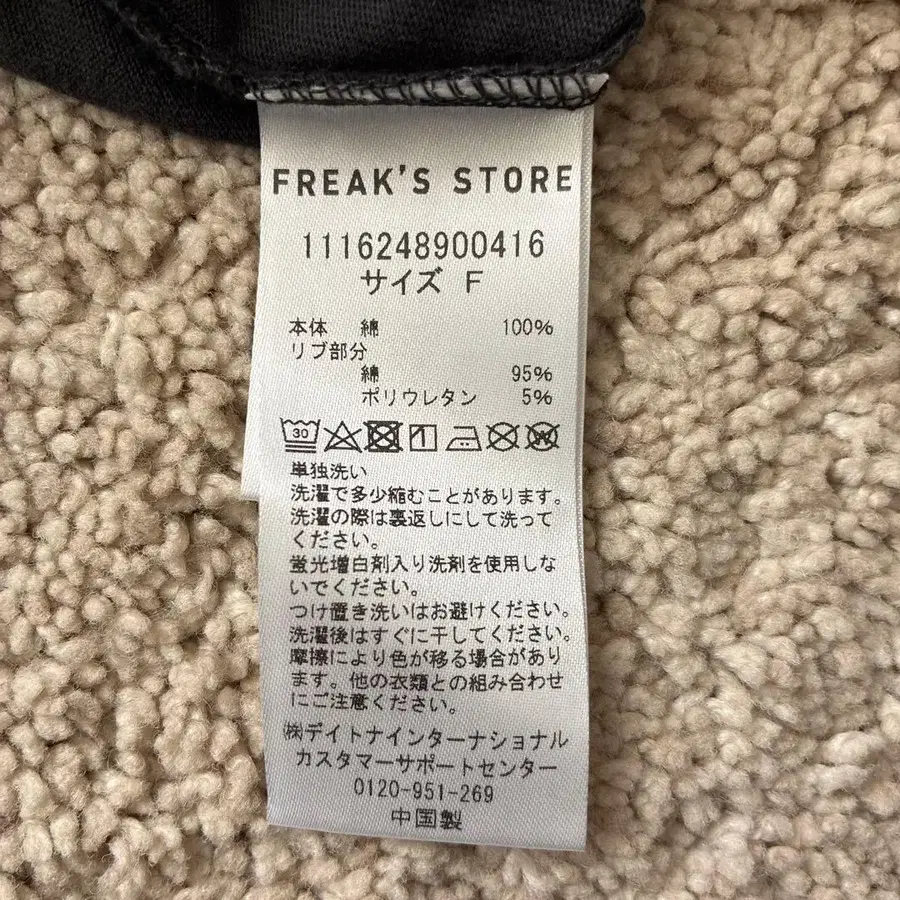 FREAK'S STORE
1116248900416
サイズ F
本体 綿 100%
リブ部分
綿 95%
ポリウレタン 5%
30
単独洗い
洗濯で多少縮むことがあります。
洗濯の際は裏返しにして洗って
ください。
蛍光増白剤入り洗剤を使用しな
いでください。
つけ置き洗いはお避けください。
洗濯後はすぐに干してください。
摩擦により色が移る場合があり
ます。他の衣類との組み合わせ
にご注意ください。
㈱デイトナインターナショナル
カスタマーサポートセンター
0120-951-269
中国製